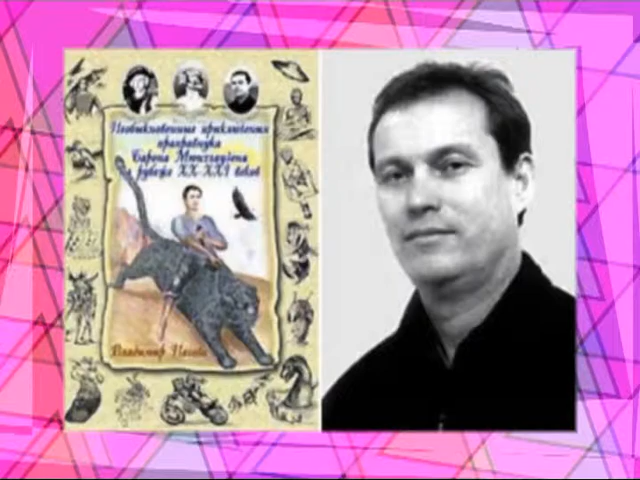 Необыкновенные приключения
праправнука
Барона Мюнхгаузена
на рубеже XX-XXI веков
Владимир